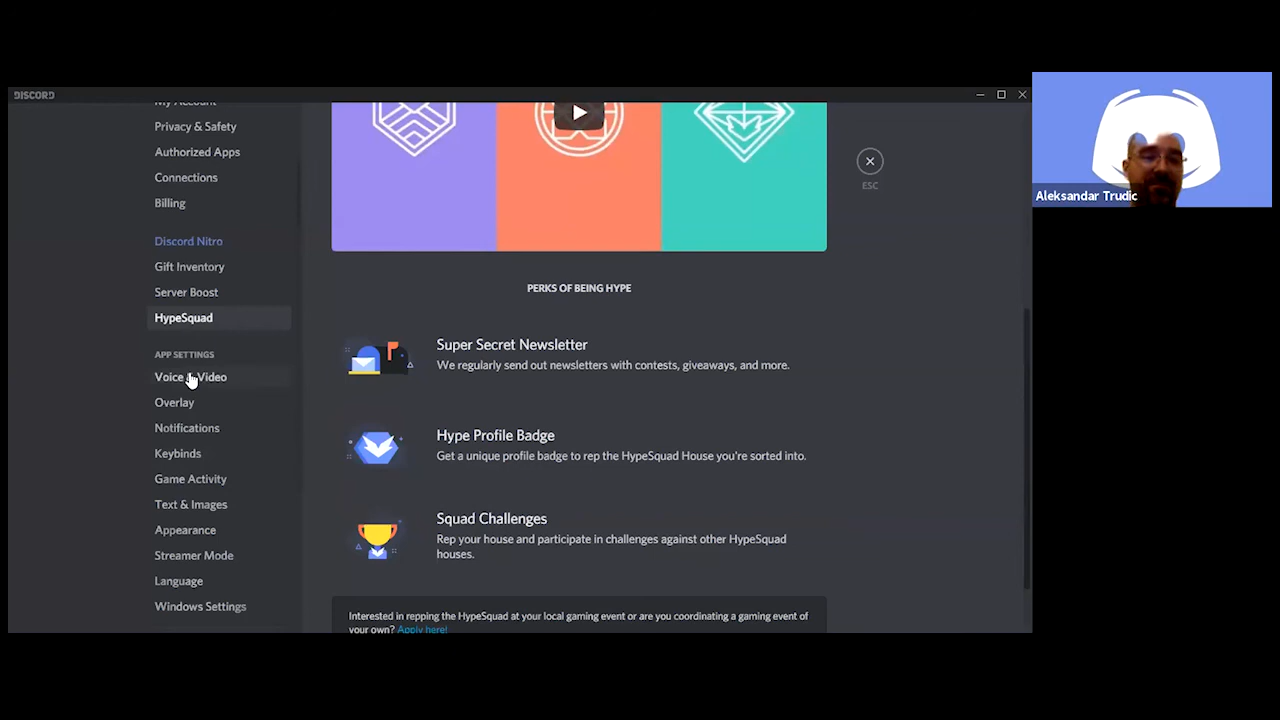 DISCORD
My Account
Privacy & Safety
Authorized Apps
Connections
Billing
Discord Nitro
Gift Inventory
Server Boost
HypeSquad
APP SETTINGS
Voice & Video
Overlay
Notifications
Keybinds
Game Activity
Text & Images
Appearance
Streamer Mode
Language
Windows Settings
PERKS OF BEING HYPE
Super Secret Newsletter
We regularly send out newsletters with contests, giveaways, and more.
Hype Profile Badge
Get a unique profile badge to rep the HypeSquad House you're sorted into.
Squad Challenges
Rep your house and participate in challenges against other HypeSquad
houses.
Interested in repping the HypeSquad at your local gaming event or are you coordinating a gaming event of
your own? Apply here!
ESC
Aleksandar Trudic